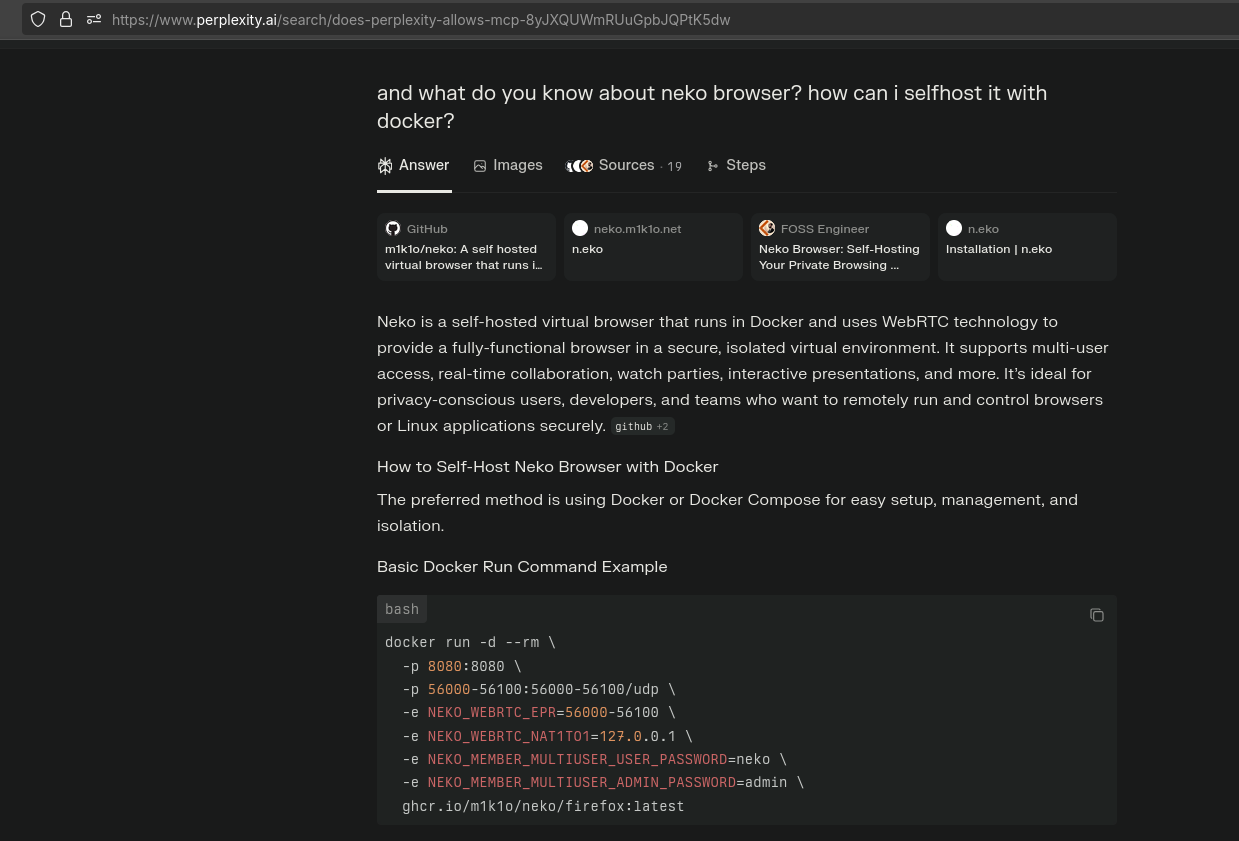 https://www.perplexity.ai/search/does-perplexity-allows-mcp-8yJXQUWmRUuGpbJQPtK5dw
and what do you know about neko browser? how can i selfhost it with
docker?
Answer Images Sources · 19 Steps
GitHub
m1k1o/neko: A self hosted
virtual browser that runs i...
neko.m1k1o.net
n.eko
FOSS Engineer
Neko Browser: Self-Hosting
Your Private Browsing ...
n.eko
Installation | n.eko
Neko is a self-hosted virtual browser that runs in Docker and uses WebRTC technology to
provide a fully-functional browser in a secure, isolated virtual environment. It supports multi-user
access, real-time collaboration, watch parties, interactive presentations, and more. It's ideal for
privacy-conscious users, developers, and teams who want to remotely run and control browsers
or Linux applications securely. github +2
How to Self-Host Neko Browser with Docker
The preferred method is using Docker or Docker Compose for easy setup, management, and
isolation.
Basic Docker Run Command Example
bash
docker run -d --rm \
  -p 8080:8080 \
  -p 56000-56100:56000-56100/udp \
  -e NEKO_WEBRTC_EPR=56000-56100 \
  -e NEKO_WEBRTC_NAT1TO1=127.0.0.1 \
  -e NEKO_MEMBER_MULTIUSER_USER_PASSWORD=neko \
  -e NEKO_MEMBER_MULTIUSER_ADMIN_PASSWORD=admin \
  ghcr.io/m1k1o/neko/firefox:latest